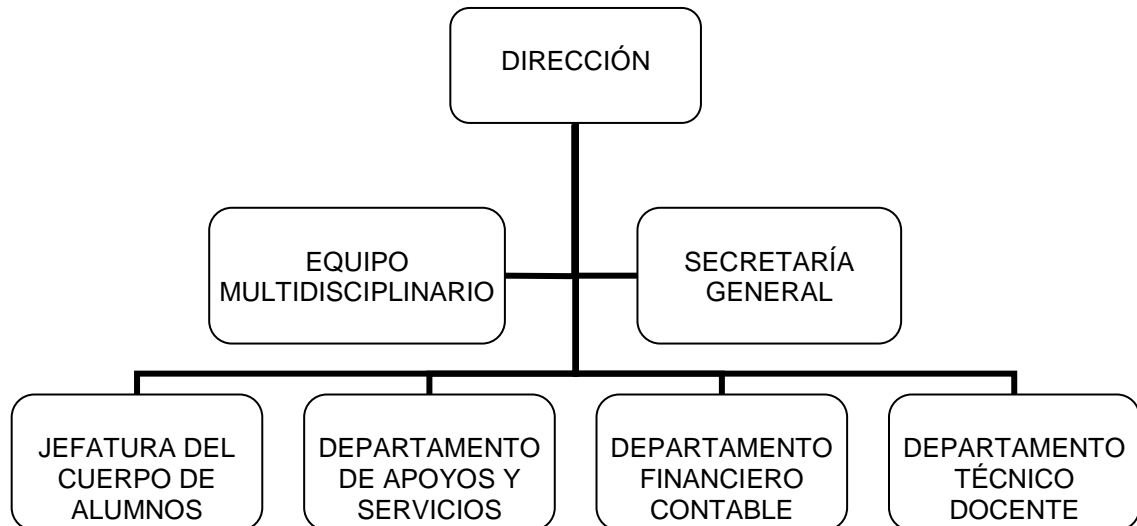 DIRECCIÓN
EQUIPO
MULTIDISCIPLINARIO
SECRETARÍA
GENERAL
JEFATURA DEL
CUERPO DE
ALUMNOS
DEPARTAMENTO
DE APOYOS Y
SERVICIOS
DEPARTAMENTO
FINANCIERO
CONTABLE
DEPARTAMENTO
TÉCNICO
DOCENTE